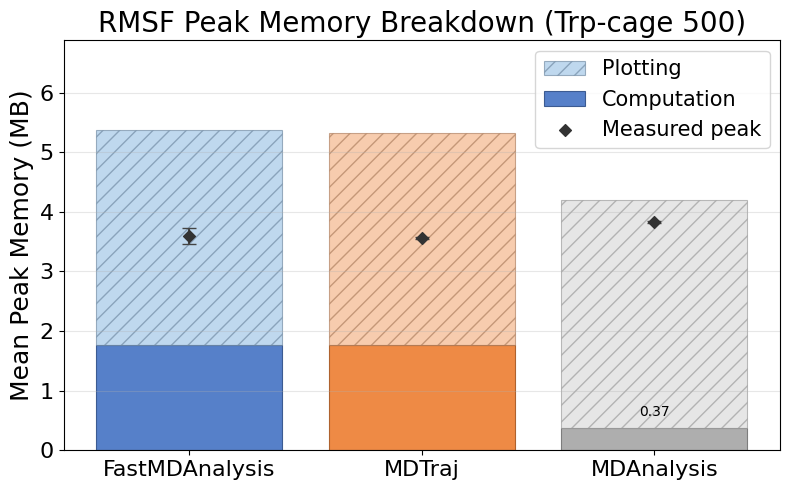 RMSF Peak Memory Breakdown (Trp-cage 500)
Mean Peak Memory (MB)
6
5
4
3
2
1
0
Plotting
Computation
Measured peak
0.37
FastMDAnalysis
MDTraj
MDAnalysis